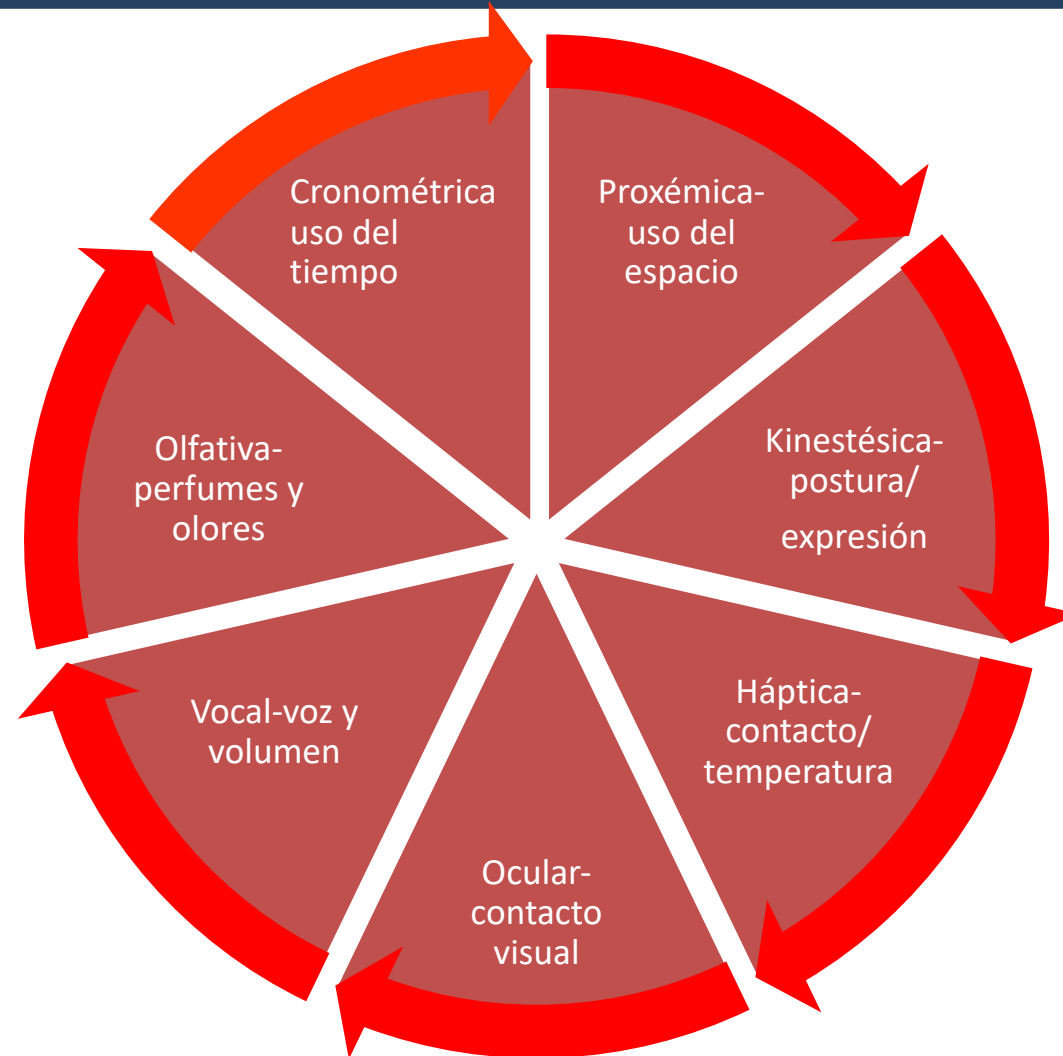 Cronométrica
uso del
tiempo
Proxémica-
uso del
espacio
Kinestésica-
postura/
expresión
Háptica-
contacto/
temperatura
Ocular-
contacto
visual
Vocal-voz y
volumen
Olfativa-
perfumes y
olores